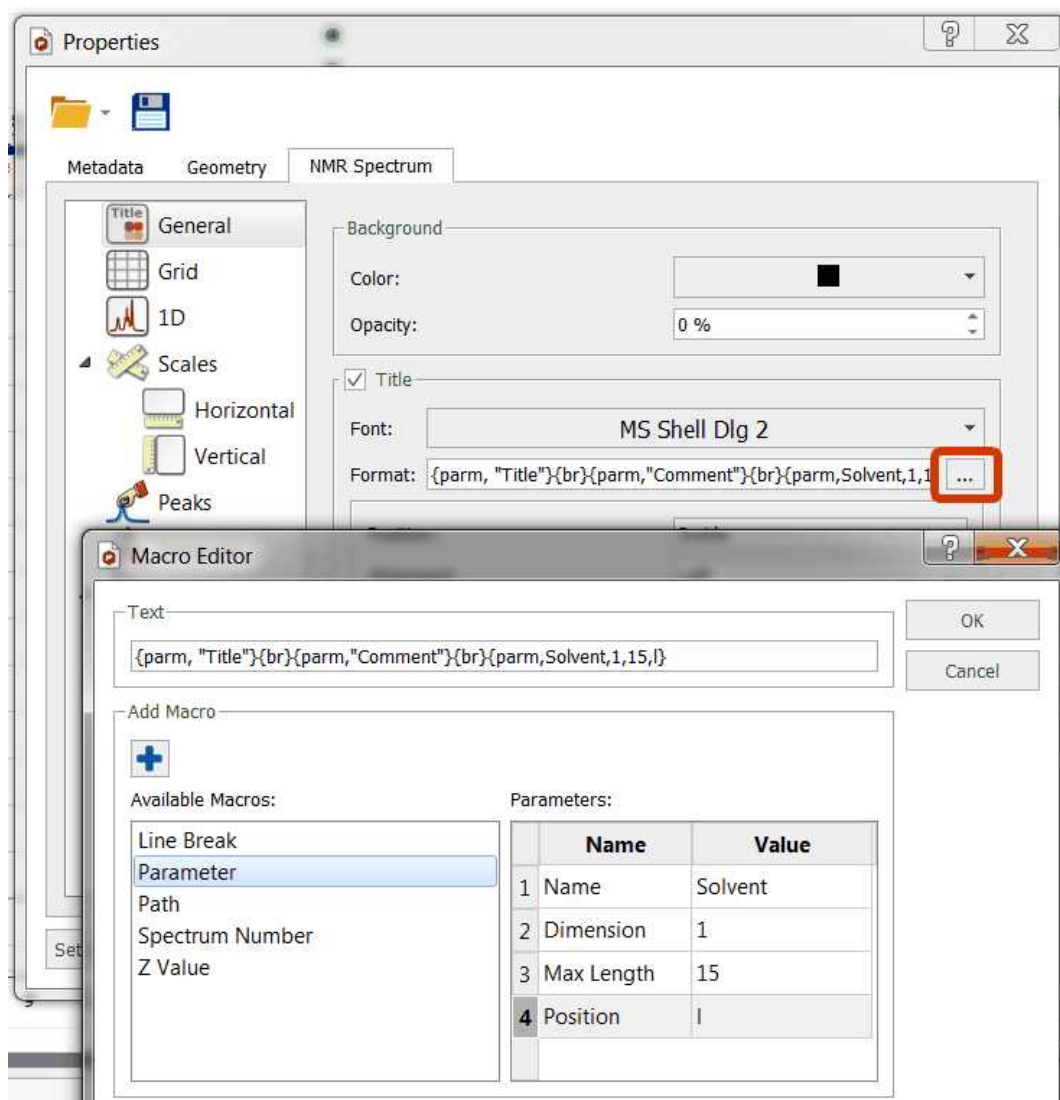 Properties
Metadata Geometry NMR Spectrum
Title
General
Grid
1D
Scales
Horizontal
Vertical
Peaks
Background
Color:
Opacity: 0 %
Title
Font: MS Shell Dlg 2
Format: {parm, "Title"}{br}{parm,"Comment"}{br}{parm,Solvent,1,1 ...
Set
Macro Editor
Text
{parm, "Title"}{br}{parm,"Comment"}{br}{parm,Solvent,1,15,l}
OK
Cancel
Add Macro
Available Macros:
Line Break
Parameter
Path
Spectrum Number
Z Value
Parameters:
Name Value
1 Name Solvent
2 Dimension 1
3 Max Length 15
4 Position l